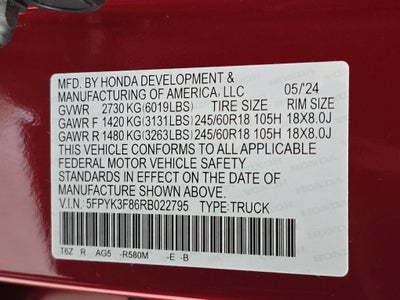 MFD. BY HONDA DEVELOPMENT &
MANUFACTURING OF AMERICA, LLC 05/'24
GVWR 2730 KG(6019LBS) TIRE SIZE RIM SIZE
GAWR F 1420 KG(3131LBS) 245/60R18 105H 18X8.0J
GAWR R 1480 KG(3263LBS) 245/60R18 105H 18X8.0J
THIS VEHICLE CONFORMS TO ALL APPLICABLE
FEDERAL MOTOR VEHICLE SAFETY
STANDARDS IN EFFECT ON THE DATE OF
MANUFACTURE SHOWN ABOVE.
V.I.N.: 5FPYK3F86RB022795 TYPE:TRUCK
T6Z R AG5 -R580M -E -B